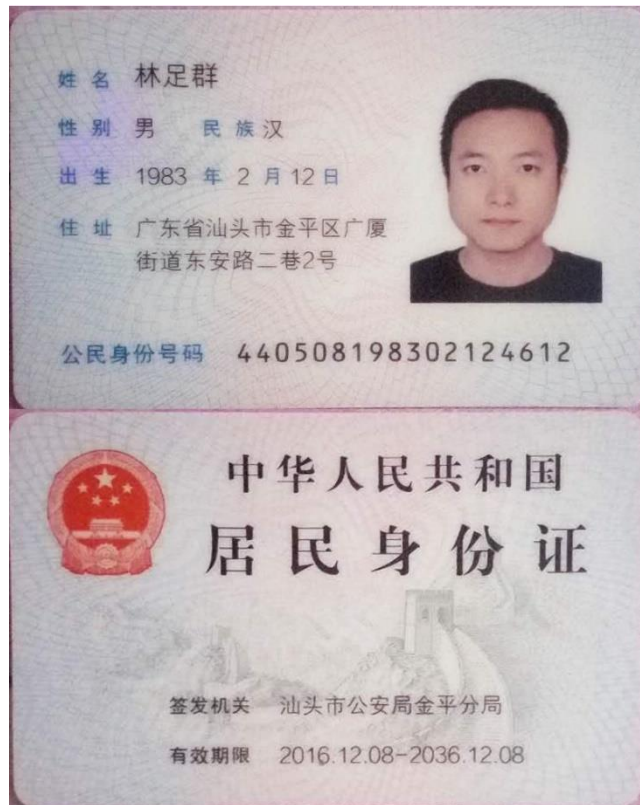 姓名 林足群
性别 男 民族 汉
出生 1983 年 2 月 12 日
住址 广东省汕头市金平区广厦
街道东安路二巷2号
公民身份号码 440508198302124612
中华人民共和国
居民身份证
签发机关 汕头市公安局金平分局
有效期限 2016.12.08-2036.12.08